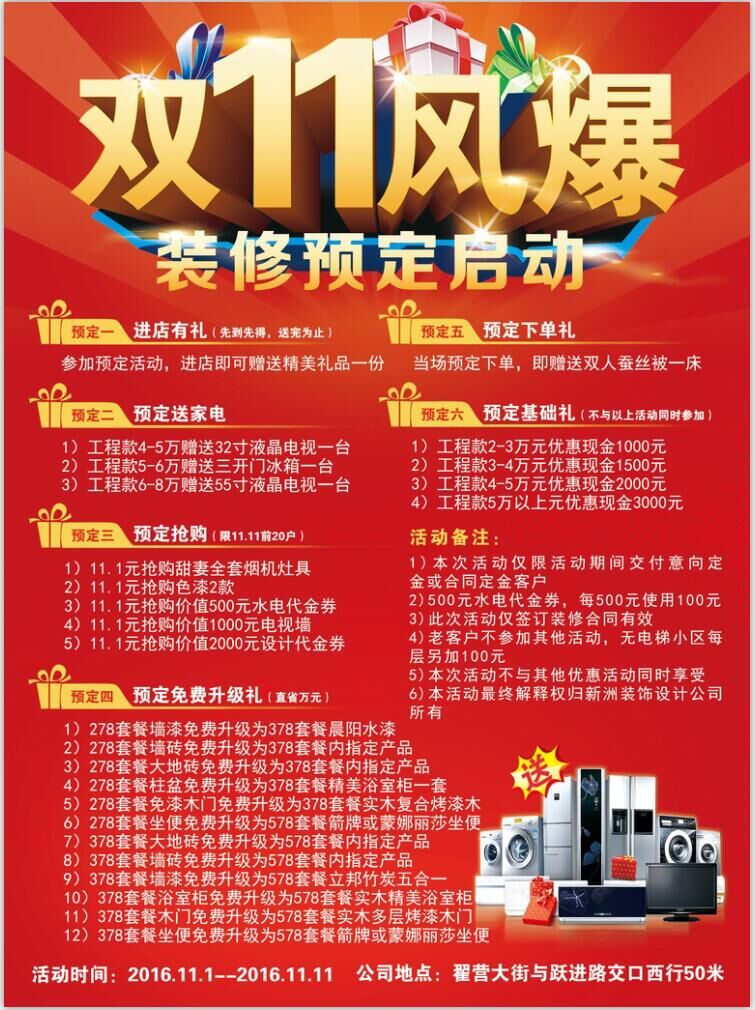 双11风爆
装修预定启动
预定一 进店有礼（先到先得，送完为止）
参加预定活动，进店即可赠送精美礼品一份
预定二 预定送家电
1）工程款4-5万赠送32寸液晶电视一台
2）工程款5-6万赠送三开门冰箱一台
3）工程款6-8万赠送55寸液晶电视一台
预定三 预定抢购（限11.11前20户）
1）11.1元抢购甜妻全套烟机灶具
2）11.1元抢购色漆2款
3）11.1元抢购价值500元水电代金券
4）11.1元抢购价值1000元电视墙
5）11.1元抢购价值2000元设计代金券
预定四 预定免费升级礼（直省万元）
1）278套餐墙漆免费升级为378套餐晨阳水漆
2）278套餐墙砖免费升级为378套餐内指定产品
3）278套餐大地砖免费升级为378套餐内指定产品
4）278套餐柱盆免费升级为378套餐精美浴室柜一套
5）278套餐免漆木门免费升级为378套餐实木复合烤漆木
6）278套餐坐便免费升级为578套餐箭牌或蒙娜丽莎坐便
7）378套餐大地砖免费升级为578套餐内指定产品
8）378套餐墙砖免费升级为578套餐内指定产品
9）378套餐墙漆免费升级为578套餐立邦竹炭五合一
10）378套餐浴室柜免费升级为578套餐实木精美浴室柜
11）378套餐木门免费升级为578套餐实木多层烤漆木门
12）378套餐坐便免费升级为578套餐箭牌或蒙娜丽莎坐便
预定五 预定下单礼
当场预定下单，即赠送双人蚕丝被一床
预定六 预定基础礼（不与以上活动同时参加）
1）工程款2-3万元优惠现金1000元
2）工程款3-4万元优惠现金1500元
3）工程款4-5万元优惠现金2000元
4）工程款5万以上元优惠现金3000元
活动备注：
1）本次活动仅限活动期间交付意向定
金或合同定金客户
2)500元水电代金券，每500元使用100元
3)此次活动仅签订装修合同有效
4)老客户不参加其他活动，无电梯小区每
层另加100元
5)本次活动不与其他优惠活动同时享受
6)本活动最终解释权归新洲装饰设计公司
所有
送
活动时间：2016.11.1--2016.11.11 公司地点：翟营大街与跃进路交口西行50米